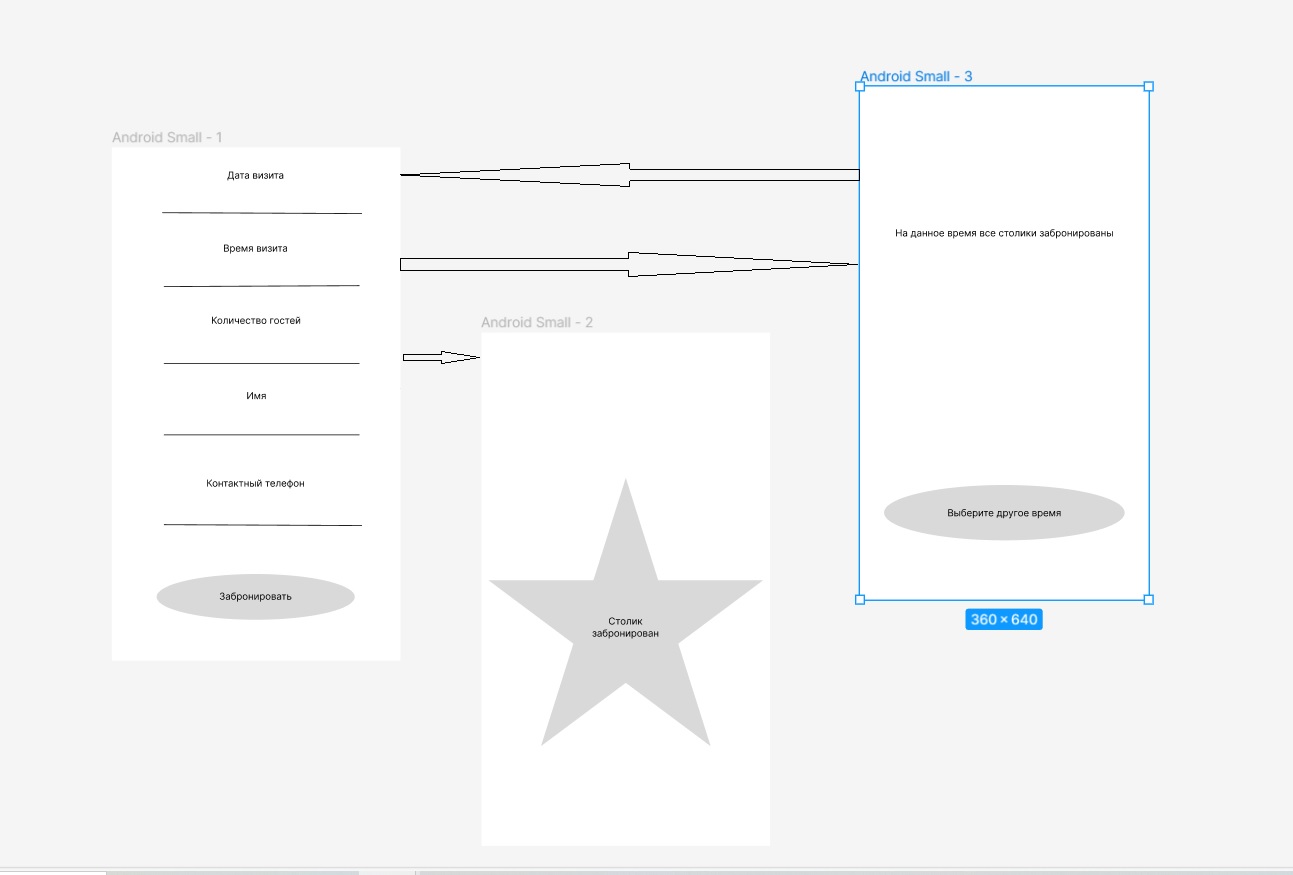 Android Small - 1
Дата визита
Время визита
Количество гостей
Имя
Контактный телефон
Забронировать
Android Small - 2
Столик
забронирован
Android Small - 3
На данное время все столики забронированы
Выберите другое время
360 × 640